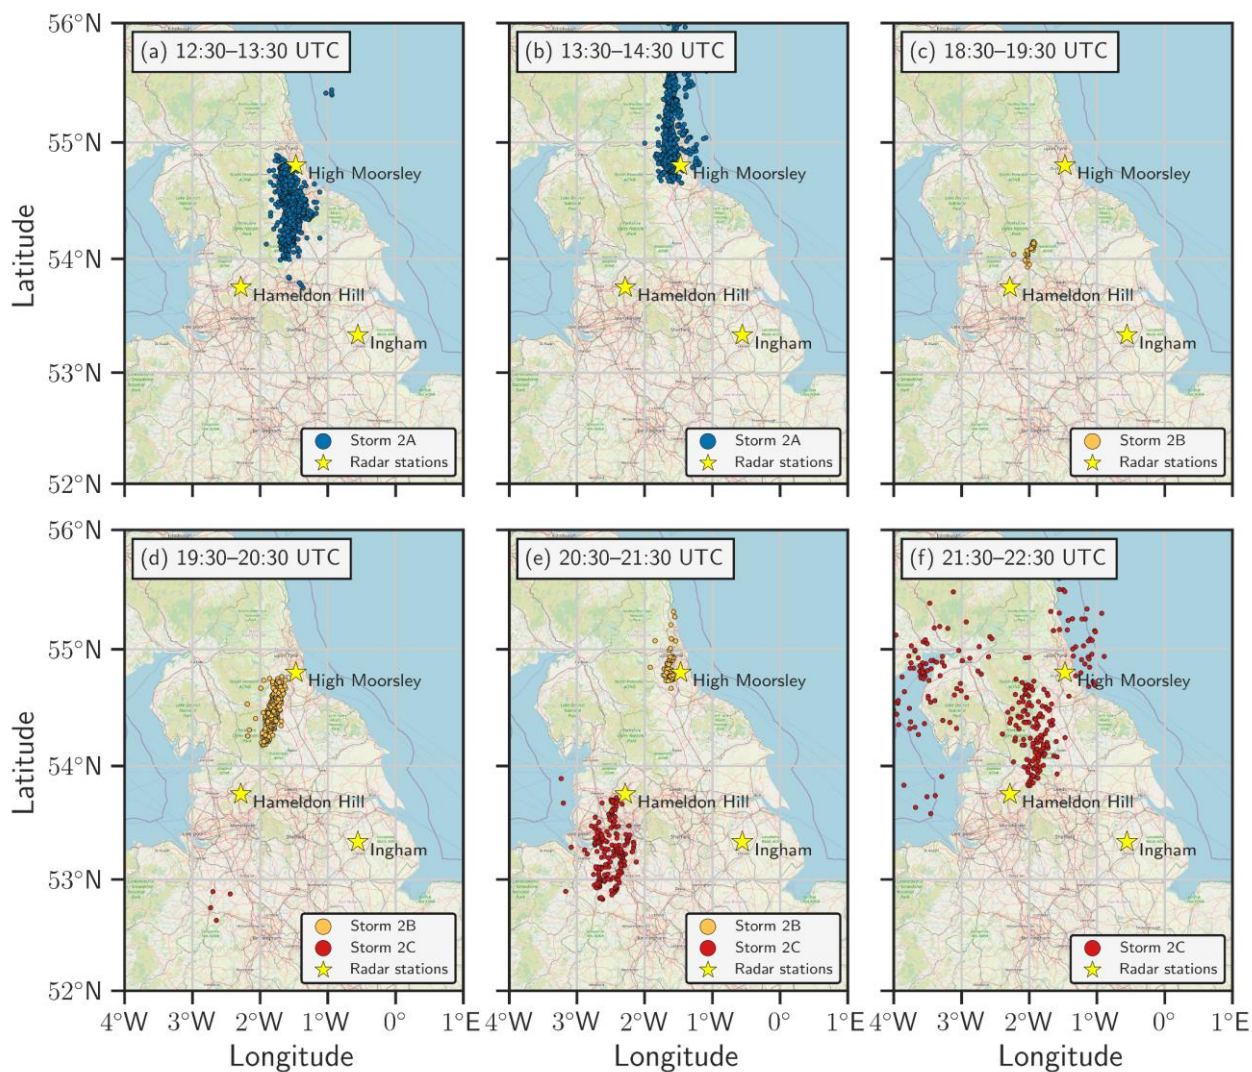 56°N
55°N
54°N
53°N
52°N
Latitude
(a) 12:30–13:30 UTC
High Moorsley
Hameldon Hill
Ingham
Storm 2A
Radar stations
(b) 13:30–14:30 UTC
High Moorsley
Hameldon Hill
Ingham
Storm 2A
Radar stations
(c) 18:30–19:30 UTC
High Moorsley
Hameldon Hill
Ingham
Storm 2B
Radar stations
56°N
55°N
54°N
53°N
52°N
Latitude
(d) 19:30–20:30 UTC
High Moorsley
Hameldon Hill
Ingham
Storm 2B
Storm 2C
Radar stations
4°W 3°W 2°W 1°W 0° 1°E
Longitude
(e) 20:30–21:30 UTC
High Moorsley
Hameldon Hill
Ingham
Storm 2B
Storm 2C
Radar stations
4°W 3°W 2°W 1°W 0° 1°E
Longitude
(f) 21:30–22:30 UTC
High Moorsley
Hameldon Hill
Ingham
Storm 2C
Radar stations
4°W 3°W 2°W 1°W 0° 1°E
Longitude